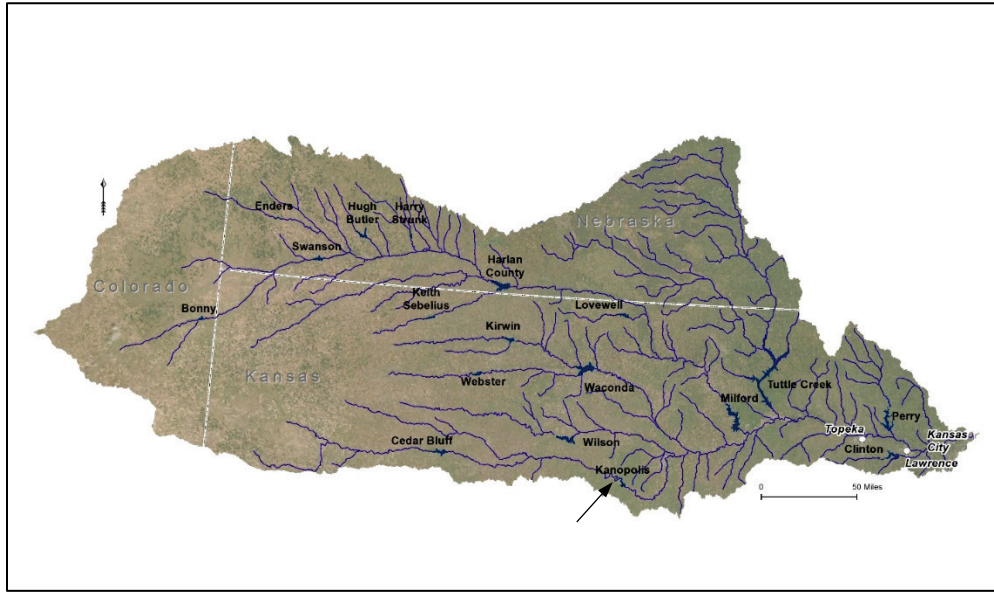 Nebraska
Colorado
Kansas
Enders
Hugh
Butler
Harry
Strunk
Swanson
Harlan
County
Bonny
Keith
Sebelius
Lovewell
Kirwin
Webster
Waconda
Milford
Tuttle Creek
Perry
Topeka
Kansas
City
Cedar Bluff
Wilson
Clinton
Lawrence
Kanopolis
0
50 Miles